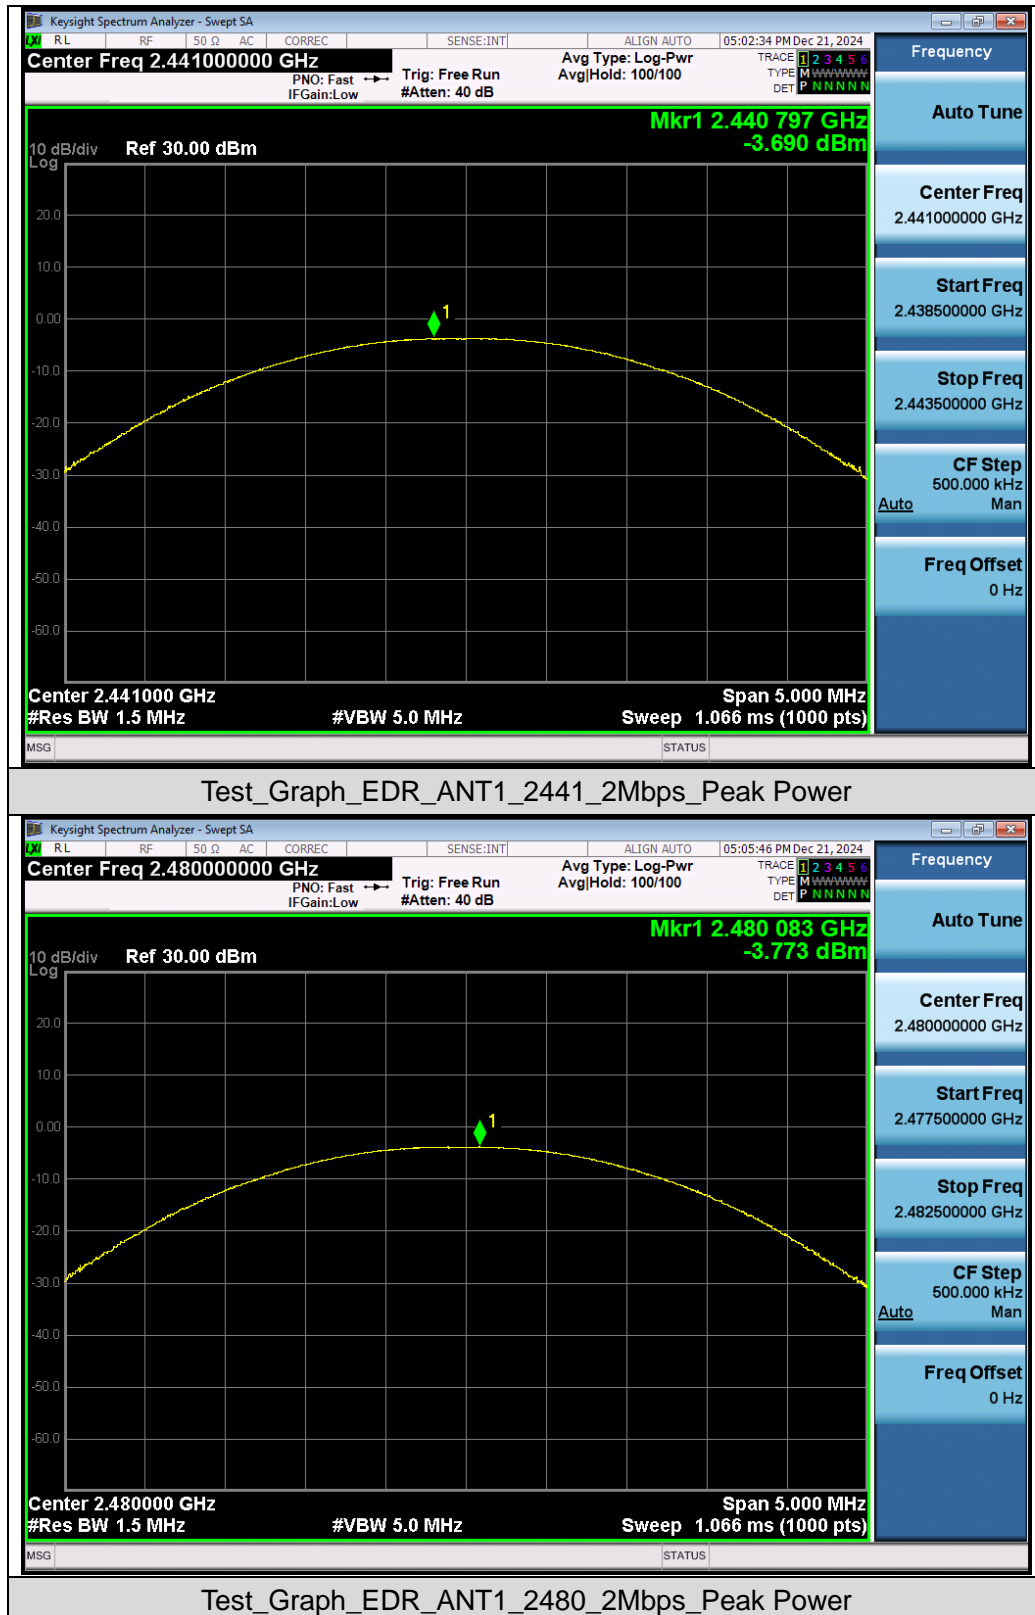 Keysight Spectrum Analyzer - Swept SA
LXI RL RF 50 Ω AC CORREC SENSE:INT ALIGN AUTO 05:02:34 PM Dec 21, 2024
Center Freq 2.441000000 GHz
PNO: Fast
IFGain:Low
Trig: Free Run
#Atten: 40 dB
Avg Type: Log-Pwr
Avg|Hold: 100/100
TRACE 1 2 3 4 5 6
TYPE M WWWWW
DET P N N N N N
Mkr1 2.440 797 GHz
-3.690 dBm
10 dB/div Ref 30.00 dBm
Log
20.0
10.0
0.00
-10.0
-20.0
-30.0
-40.0
-50.0
-60.0
1
Center 2.441000 GHz Span 5.000 MHz
#Res BW 1.5 MHz #VBW 5.0 MHz Sweep 1.066 ms (1000 pts)
MSG STATUS
Frequency
Auto Tune
Center Freq
2.441000000 GHz
Start Freq
2.438500000 GHz
Stop Freq
2.443500000 GHz
CF Step
500.000 kHz
Auto Man
Freq Offset
0 Hz
Test_Graph_EDR_ANT1_2441_2Mbps_Peak Power
Keysight Spectrum Analyzer - Swept SA
LXI RL RF 50 Ω AC CORREC SENSE:INT ALIGN AUTO 05:05:46 PM Dec 21, 2024
Center Freq 2.480000000 GHz
PNO: Fast
IFGain:Low
Trig: Free Run
#Atten: 40 dB
Avg Type: Log-Pwr
Avg|Hold: 100/100
TRACE 1 2 3 4 5 6
TYPE M WWWWW
DET P N N N N N
Mkr1 2.480 083 GHz
-3.773 dBm
10 dB/div Ref 30.00 dBm
Log
20.0
10.0
0.00
-10.0
-20.0
-30.0
-40.0
-50.0
-60.0
1
Center 2.480000 GHz Span 5.000 MHz
#Res BW 1.5 MHz #VBW 5.0 MHz Sweep 1.066 ms (1000 pts)
MSG STATUS
Frequency
Auto Tune
Center Freq
2.480000000 GHz
Start Freq
2.477500000 GHz
Stop Freq
2.482500000 GHz
CF Step
500.000 kHz
Auto Man
Freq Offset
0 Hz
Test_Graph_EDR_ANT1_2480_2Mbps_Peak Power